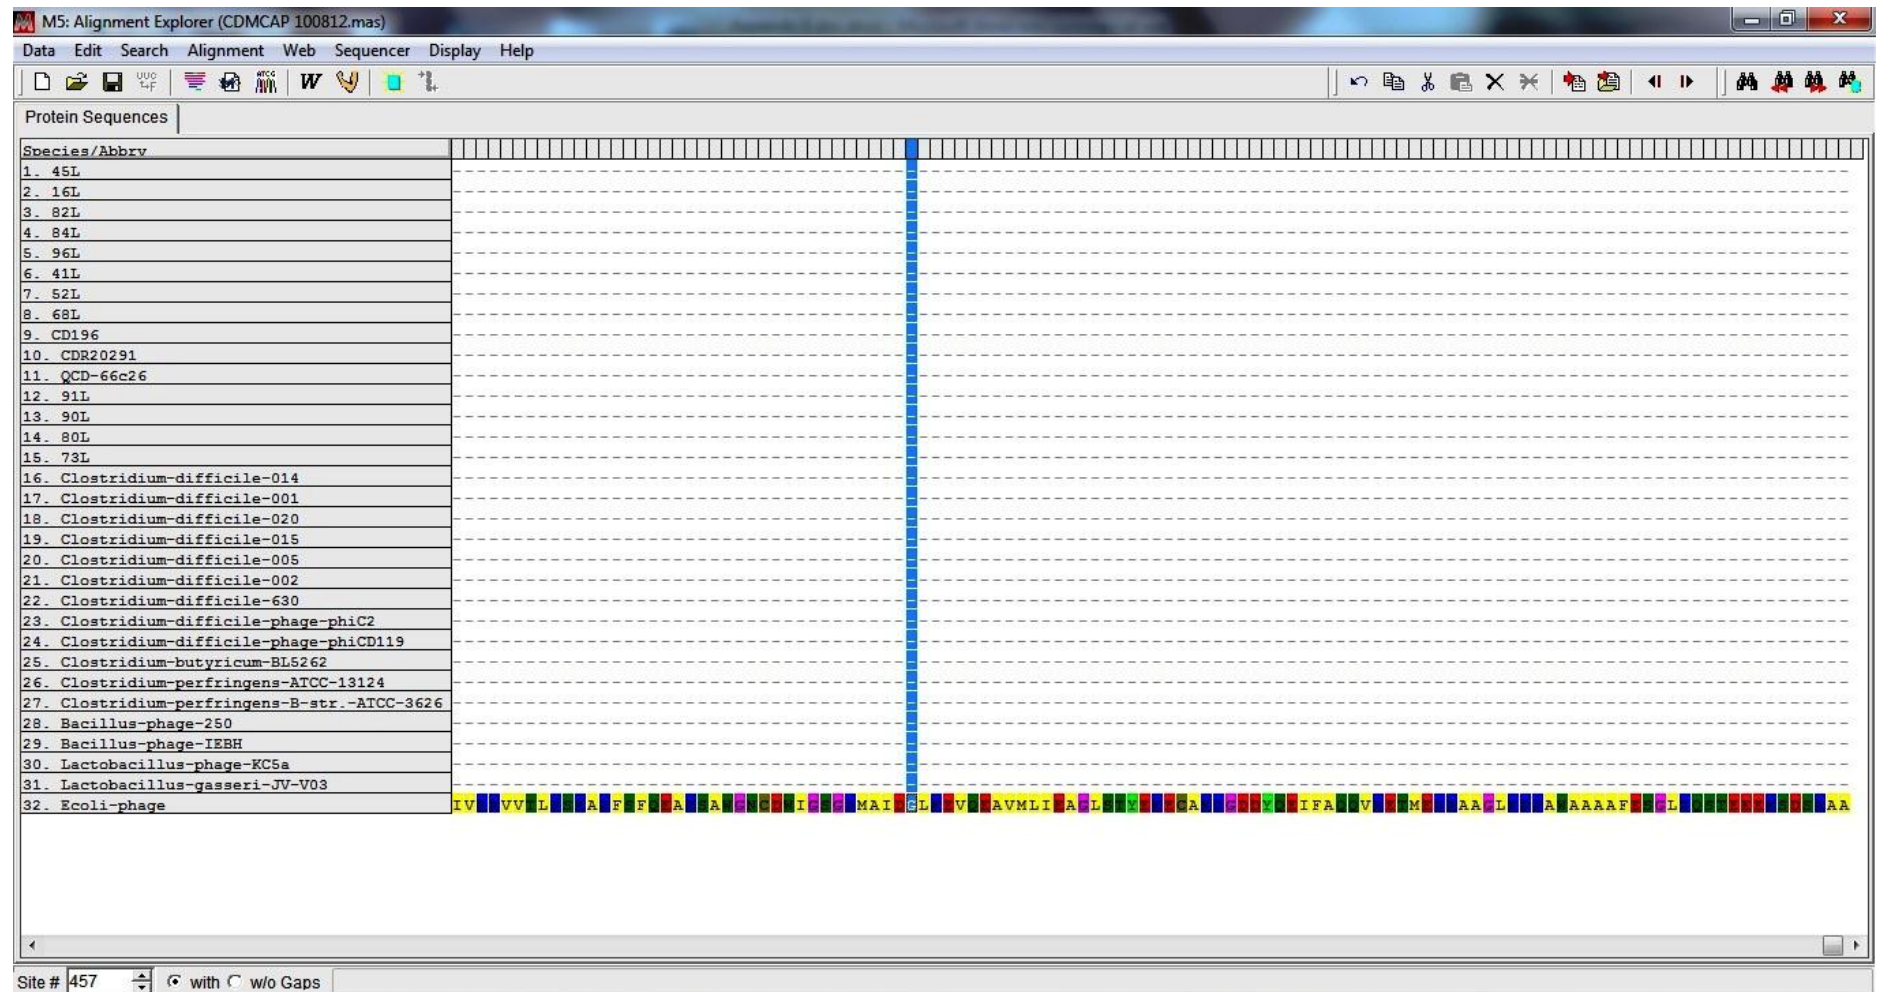 M5: Alignment Explorer (CDMCAP 100812.mas)
Data Edit Search Alignment Web Sequencer Display Help
W
Protein Sequences
Species/Abbrv
1. 45L
2. 16L
3. 82L
4. 84L
5. 96L
6. 41L
7. 52L
8. 68L
9. CD196
10. CDR20291
11. QCD-66c26
12. 91L
13. 90L
14. 80L
15. 73L
16. Clostridium-difficile-014
17. Clostridium-difficile-001
18. Clostridium-difficile-020
19. Clostridium-difficile-015
20. Clostridium-difficile-005
21. Clostridium-difficile-002
22. Clostridium-difficile-630
23. Clostridium-difficile-phage-phiC2
24. Clostridium-difficile-phage-phiCD119
25. Clostridium-butyricum-BL5262
26. Clostridium-perfringens-ATCC-13124
27. Clostridium-perfringens-B-str.-ATCC-3626
28. Bacillus-phage-250
29. Bacillus-phage-IEBH
30. Lactobacillus-phage-KC5a
31. Lactobacillus-gasseri-JV-V03
32. Ecoli-phage
Site # 457 with w/o Gaps